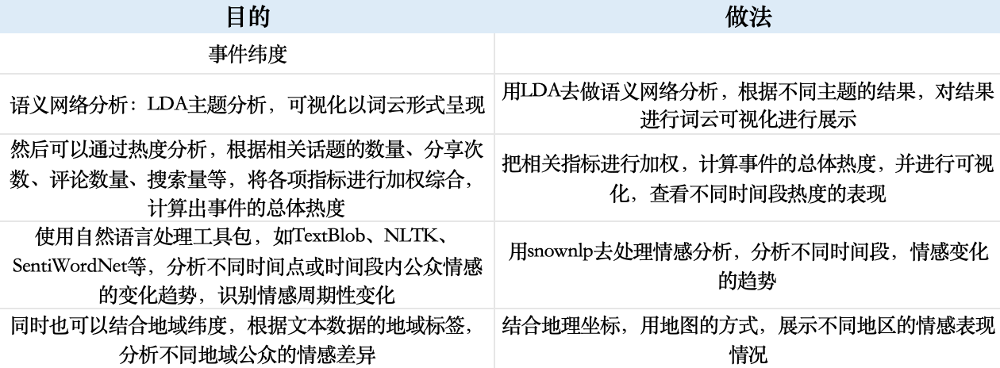 目的
做法
事件纬度
语义网络分析：LDA主题分析，可视化以词云形式呈现
用LDA去做语义网络分析，根据不同主题的结果，对结果
进行词云可视化进行展示
然后可以通过热度分析，根据相关话题的数量、分享次
数、评论数量、搜索量等，将各项指标进行加权综合，
计算出事件的总体热度
把相关指标进行加权，计算事件的总体热度，并进行可视
化，查看不同时间段热度的表现
使用自然语言处理工具包，如TextBlob、NLTK、
SentiWordNet等，分析不同时间点或时间段内公众情感
的变化趋势，识别情感周期性变化
用snownlp去处理情感分析，分析不同时间段，情感变化
的趋势
同时也可以结合地域纬度，根据文本数据的地域标签，
分析不同地域公众的情感差异
结合地理坐标，用地图的方式，展示不同地区的情感表现
情况